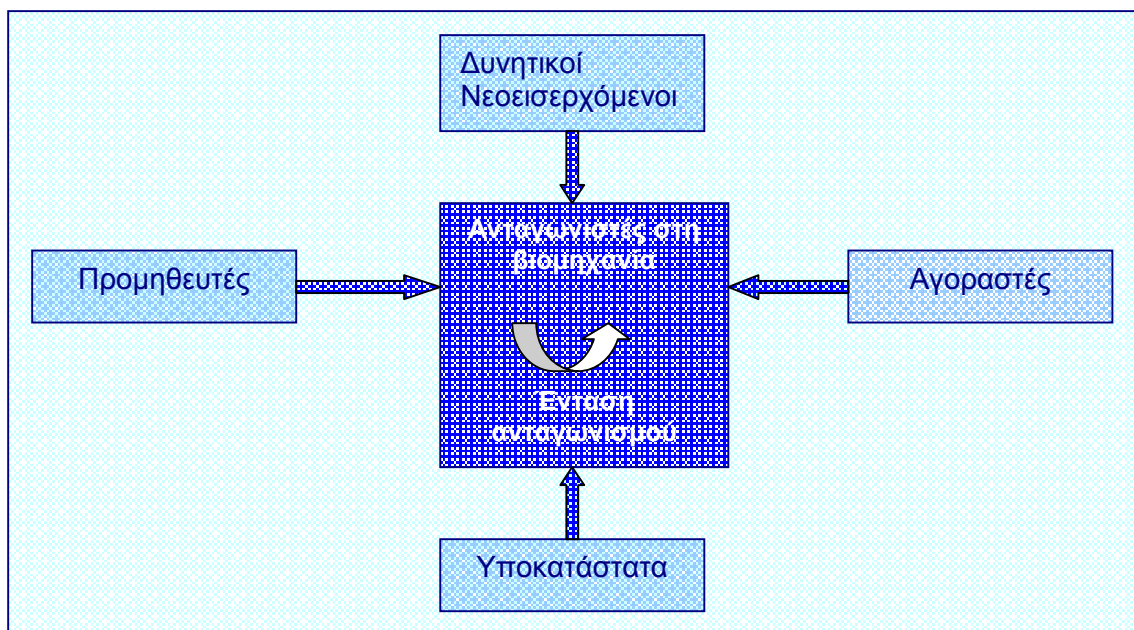 Δυνητικοί
Νεοεισερχόμενοι
Ανταγωνιστές στη
βιομηχανία
Προμηθευτές
Αγοραστές
Ένταση
ανταγωνισμού
Υποκατάστατα